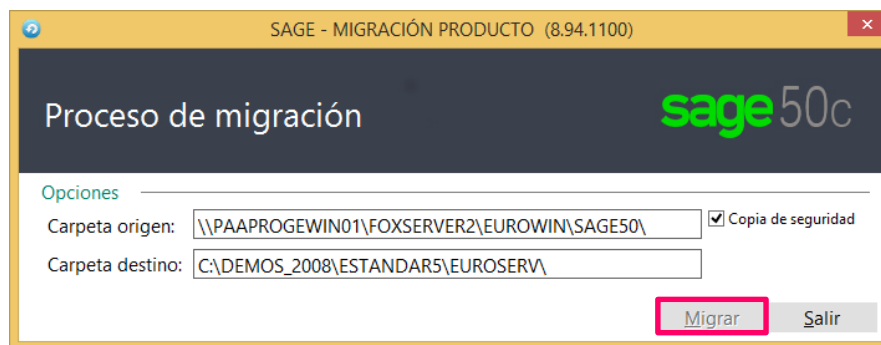 SAGE - MIGRACIÓN PRODUCTO (8.94.1100)
Proceso de migración
sage 50c
Opciones
Carpeta origen: \\PAAPROGEWIN01\FOXSERVER2\EUROWIN\SAGE50\ Copia de seguridad
Carpeta destino: C:\DEMOS_2008\ESTANDAR5\EUROSERV\
Migrar Salir